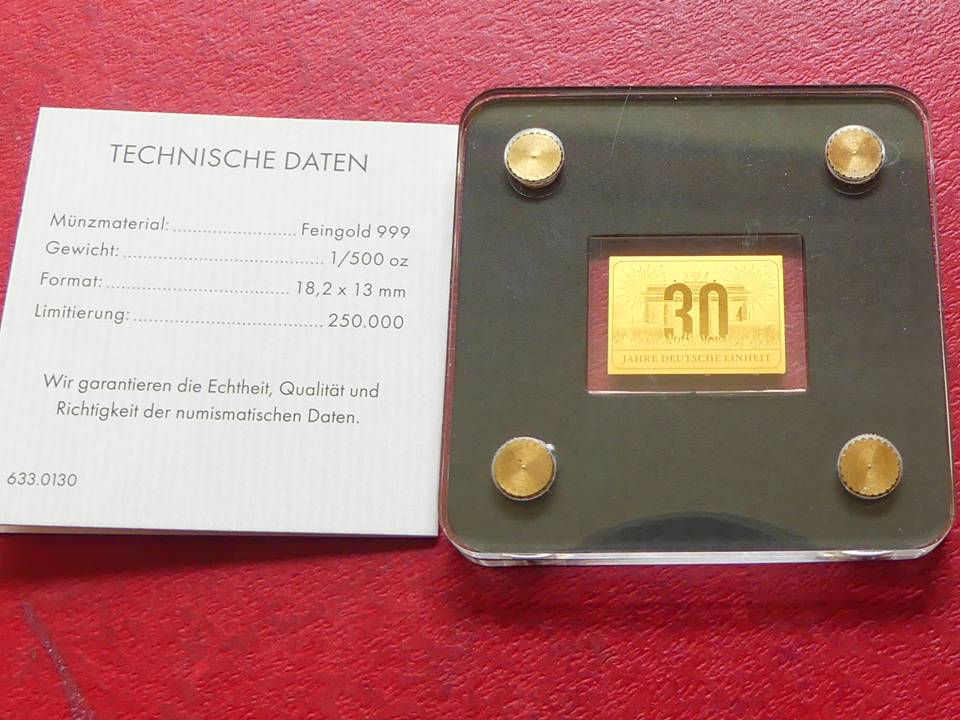 TECHNISCHE DATEN
Münzmaterial: ........................ Feingold 999
Gewicht: ....................................... 1/500 oz
Format: ................................... 18,2 x 13 mm
Limitierung: .................................... 250.000
Wir garantieren die Echtheit, Qualität und
Richtigkeit der numismatischen Daten.
633.0130
30
JAHRE DEUTSCHE EINHEIT